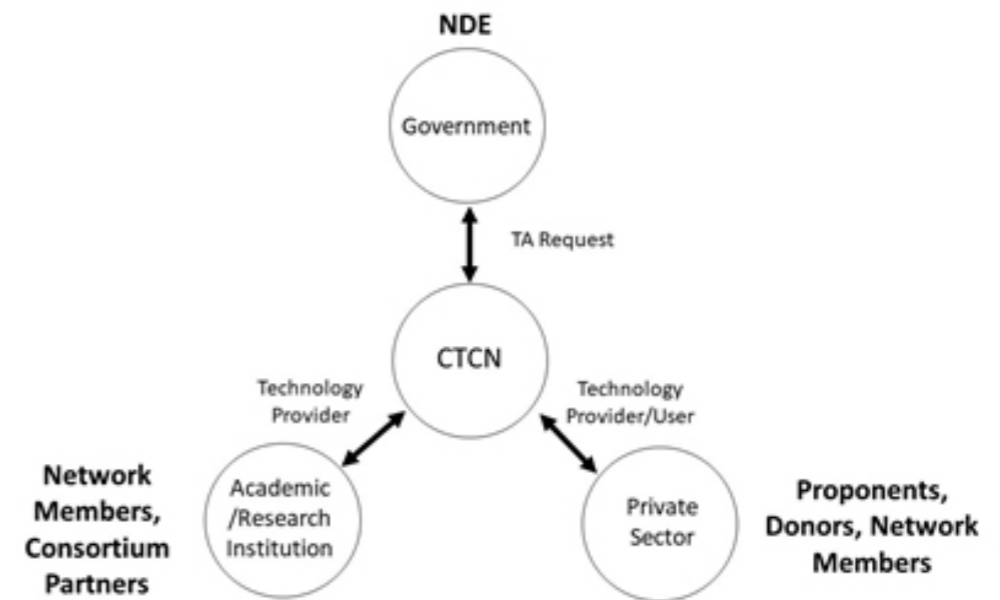 NDE
Government
TA Request
CTCN
Technology
Provider
Technology
Provider/User
Network
Members,
Consortium
Partners
Academic
/Research
Institution
Private
Sector
Proponents,
Donors, Network
Members